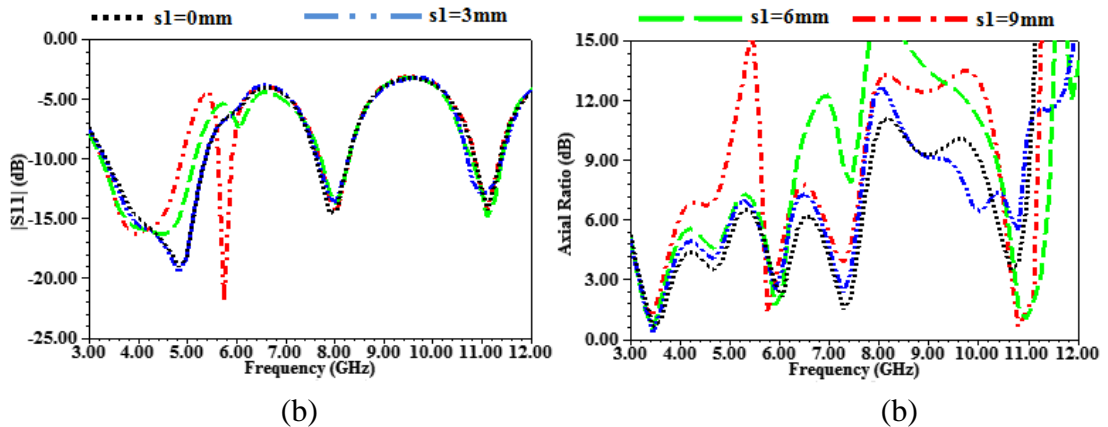 s1=0mm s1=3mm s1=6mm s1=9mm
0.00
-5.00
-10.00
-15.00
-20.00
-25.00
|S11| (dB)
3.00 4.00 5.00 6.00 7.00 8.00 9.00 10.00 11.00 12.00
Frequency (GHz)
(b)
15.00
12.00
9.00
6.00
3.00
0.00
Axial Ratio (dB)
3.00 4.00 5.00 6.00 7.00 8.00 9.00 10.00 11.00 12.00
Frequency (GHz)
(b)